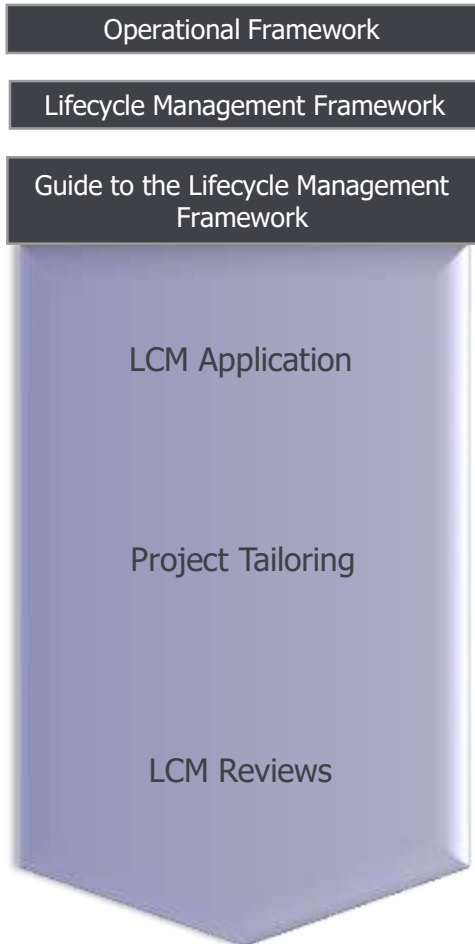 Operational Framework
Lifecycle Management Framework
Guide to the Lifecycle Management
Framework
LCM Application
Project Tailoring
LCM Reviews